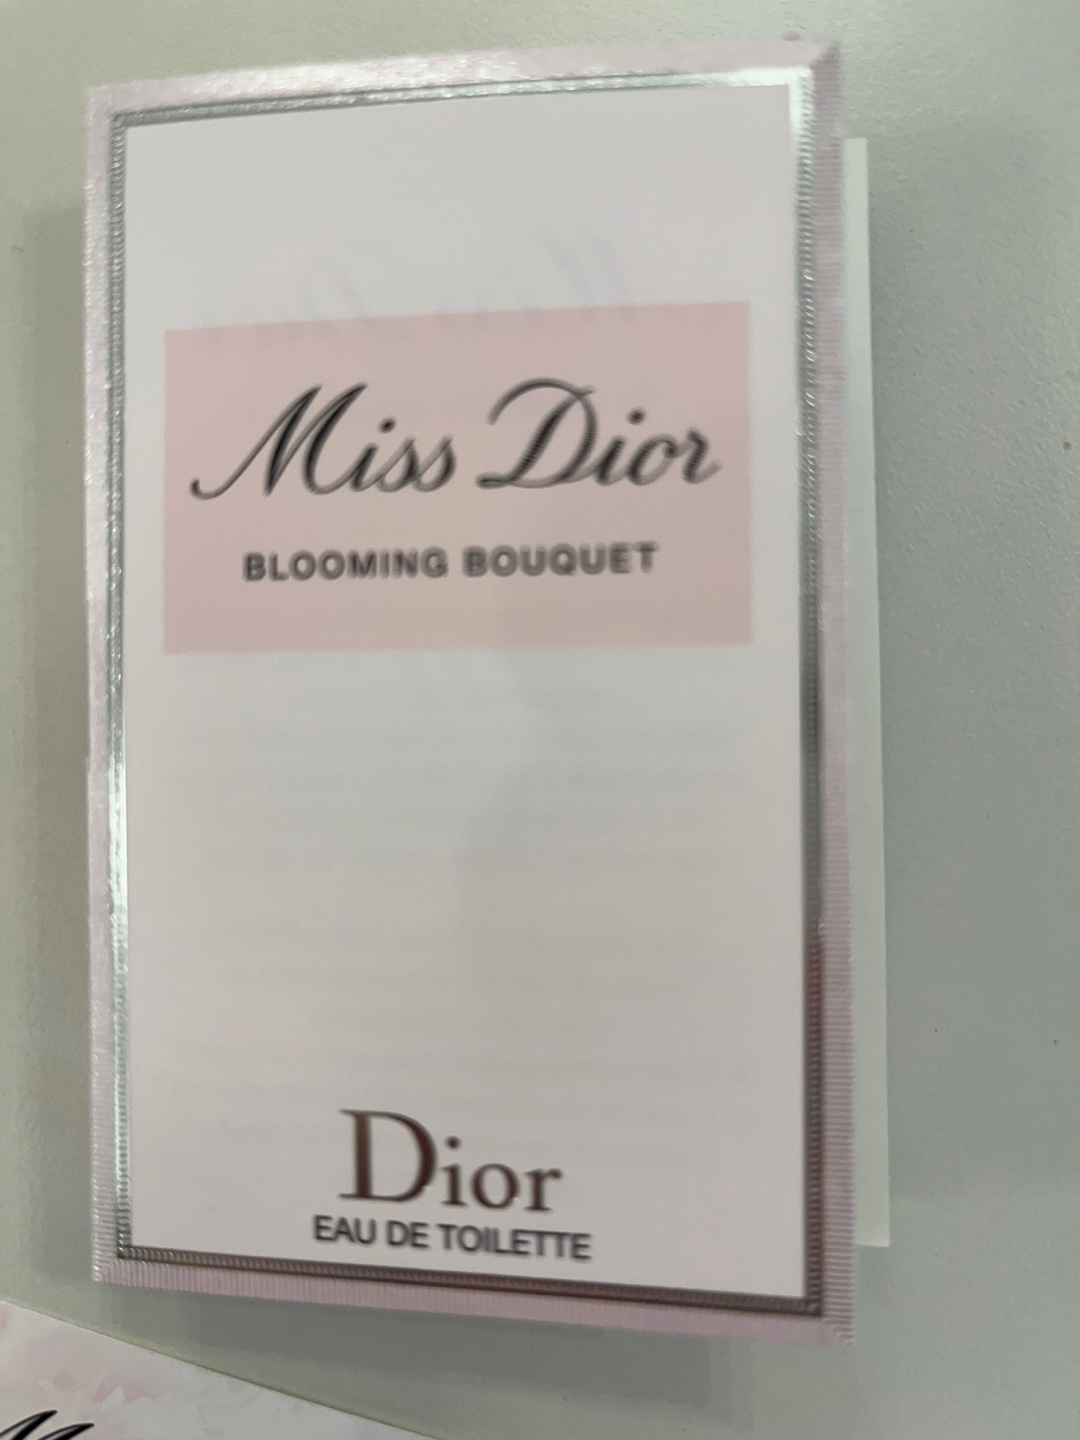 Miss Dior
BLOOMING BOUQUET
Dior
EAU DE TOILETTE
M